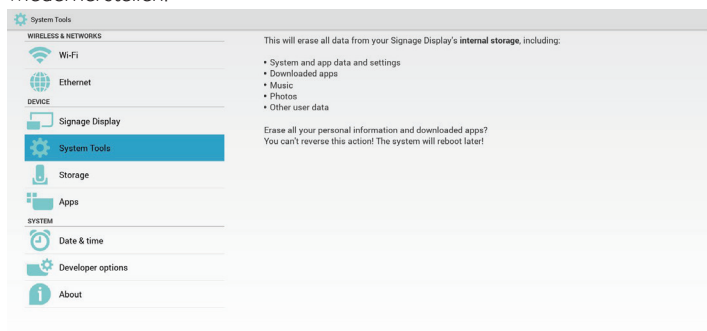 System Tools
WIRELESS & NETWORKS
Wi-Fi
Ethernet
DEVICE
Signage Display
System Tools
Storage
Apps
SYSTEM
Date & time
Developer options
About
This will erase all data from your Signage Display's internal storage, including:
• System and app data and settings
• Downloaded apps
• Music
• Photos
• Other user data
Erase all your personal information and downloaded apps?
You can't reverse this action! The system will reboot later!